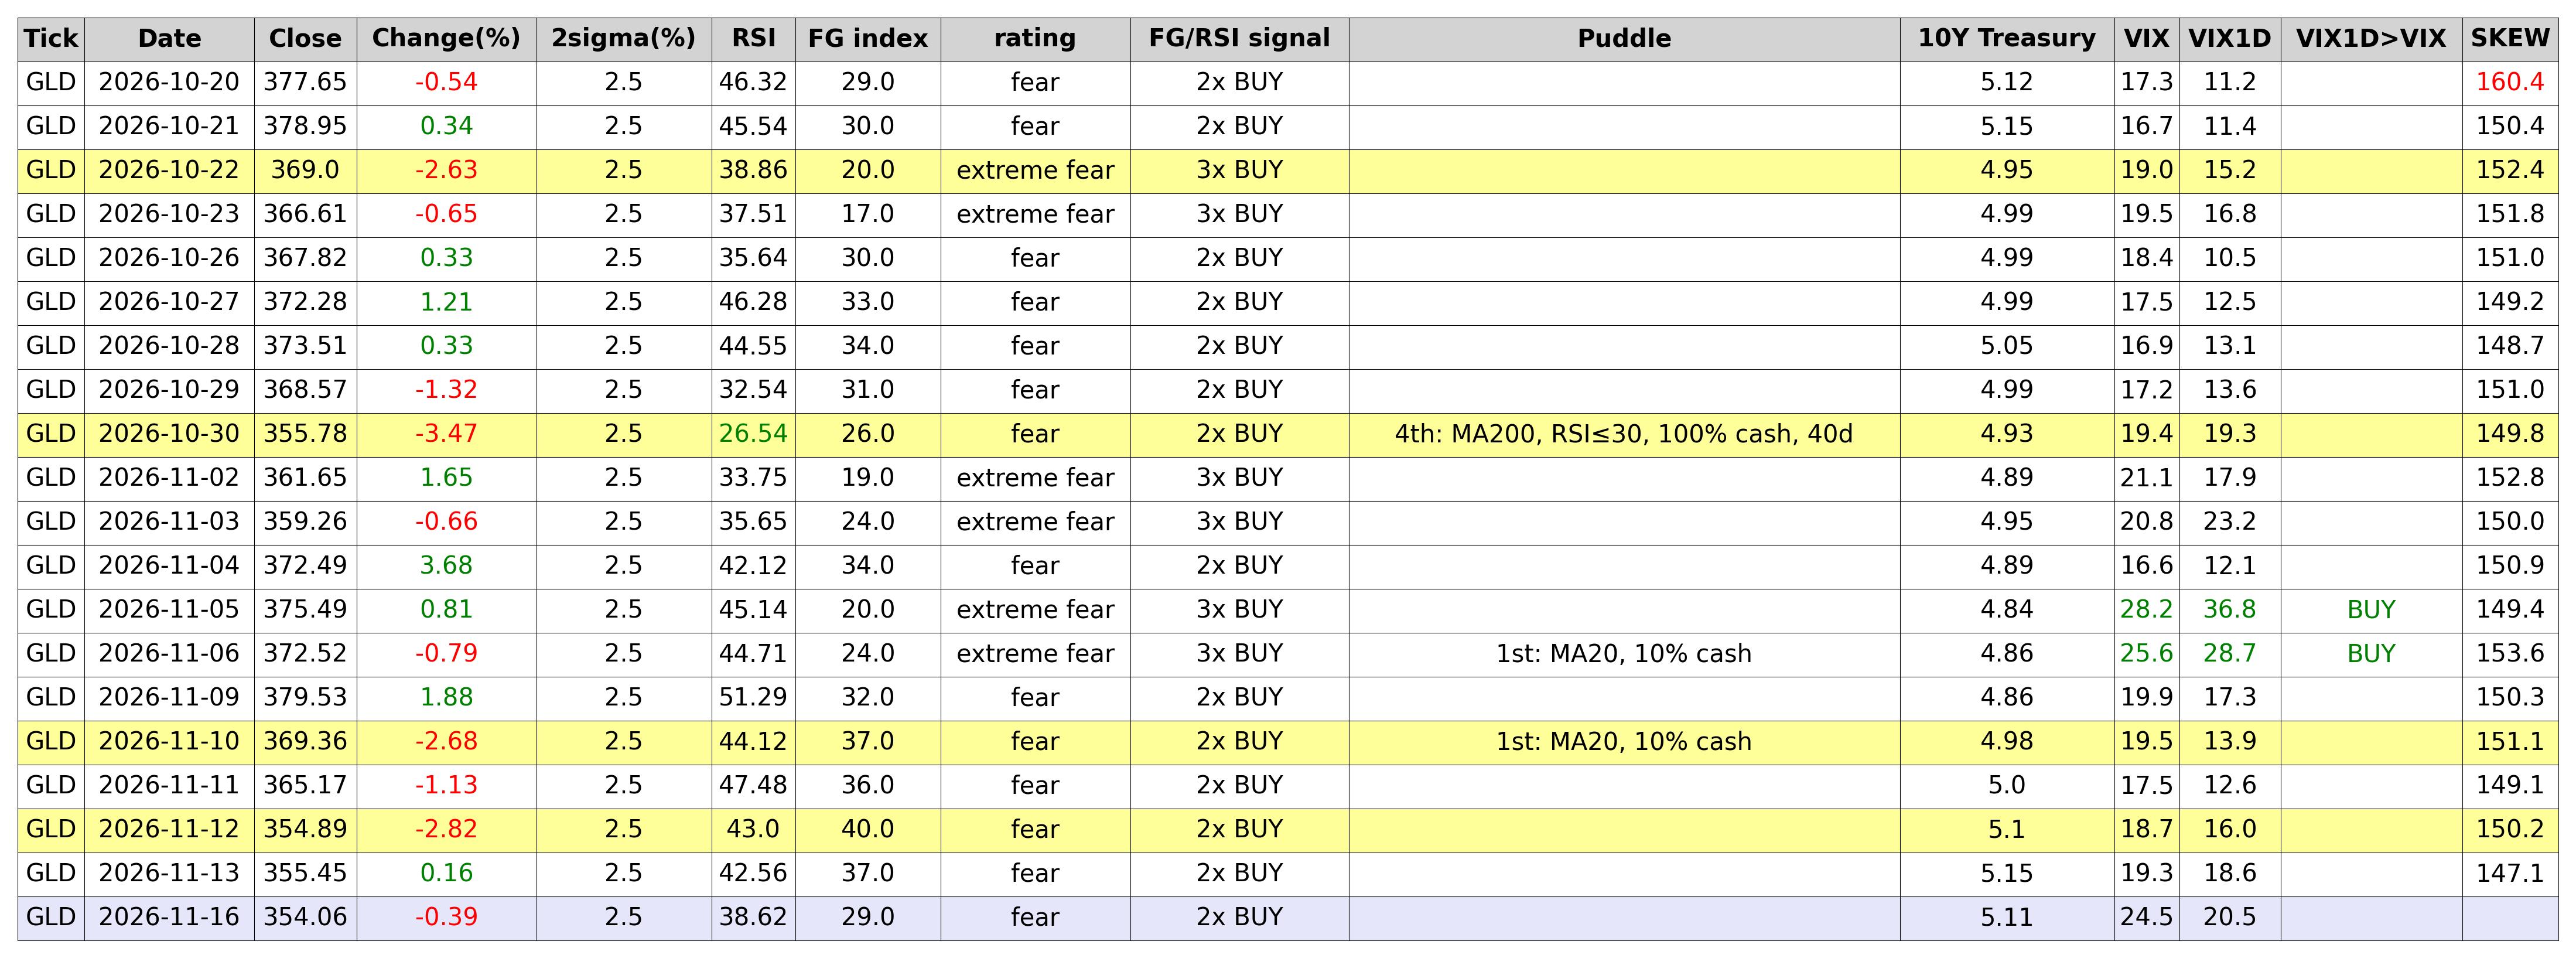 Tick Date Close Change(%) 2sigma(%) RSI FG index rating FG/RSI signal Puddle 10Y Treasury VIX VIX1D VIX1D>VIX SKEW
GLD 2026-10-20 377.65 -0.54 2.5 46.32 29.0 fear 2x BUY 5.12 17.3 11.2 160.4
GLD 2026-10-21 378.95 0.34 2.5 45.54 30.0 fear 2x BUY 5.15 16.7 11.4 150.4
GLD 2026-10-22 369.0 -2.63 2.5 38.86 20.0 extreme fear 3x BUY 4.95 19.0 15.2 152.4
GLD 2026-10-23 366.61 -0.65 2.5 37.51 17.0 extreme fear 3x BUY 4.99 19.5 16.8 151.8
GLD 2026-10-26 367.82 0.33 2.5 35.64 30.0 fear 2x BUY 4.99 18.4 10.5 151.0
GLD 2026-10-27 372.28 1.21 2.5 46.28 33.0 fear 2x BUY 4.99 17.5 12.5 149.2
GLD 2026-10-28 373.51 0.33 2.5 44.55 34.0 fear 2x BUY 5.05 16.9 13.1 148.7
GLD 2026-10-29 368.57 -1.32 2.5 32.54 31.0 fear 2x BUY 4.99 17.2 13.6 151.0
GLD 2026-10-30 355.78 -3.47 2.5 26.54 26.0 fear 2x BUY 4th: MA200, RSI≤30, 100% cash, 40d 4.93 19.4 19.3 149.8
GLD 2026-11-02 361.65 1.65 2.5 33.75 19.0 extreme fear 3x BUY 4.89 21.1 17.9 152.8
GLD 2026-11-03 359.26 -0.66 2.5 35.65 24.0 extreme fear 3x BUY 4.95 20.8 23.2 150.0
GLD 2026-11-04 372.49 3.68 2.5 42.12 34.0 fear 2x BUY 4.89 16.6 12.1 150.9
GLD 2026-11-05 375.49 0.81 2.5 45.14 20.0 extreme fear 3x BUY 4.84 28.2 36.8 BUY 149.4
GLD 2026-11-06 372.52 -0.79 2.5 44.71 24.0 extreme fear 3x BUY 1st: MA20, 10% cash 4.86 25.6 28.7 BUY 153.6
GLD 2026-11-09 379.53 1.88 2.5 51.29 32.0 fear 2x BUY 4.86 19.9 17.3 150.3
GLD 2026-11-10 369.36 -2.68 2.5 44.12 37.0 fear 2x BUY 1st: MA20, 10% cash 4.98 19.5 13.9 151.1
GLD 2026-11-11 365.17 -1.13 2.5 47.48 36.0 fear 2x BUY 5.0 17.5 12.6 149.1
GLD 2026-11-12 354.89 -2.82 2.5 43.0 40.0 fear 2x BUY 5.1 18.7 16.0 150.2
GLD 2026-11-13 355.45 0.16 2.5 42.56 37.0 fear 2x BUY 5.15 19.3 18.6 147.1
GLD 2026-11-16 354.06 -0.39 2.5 38.62 29.0 fear 2x BUY 5.11 24.5 20.5